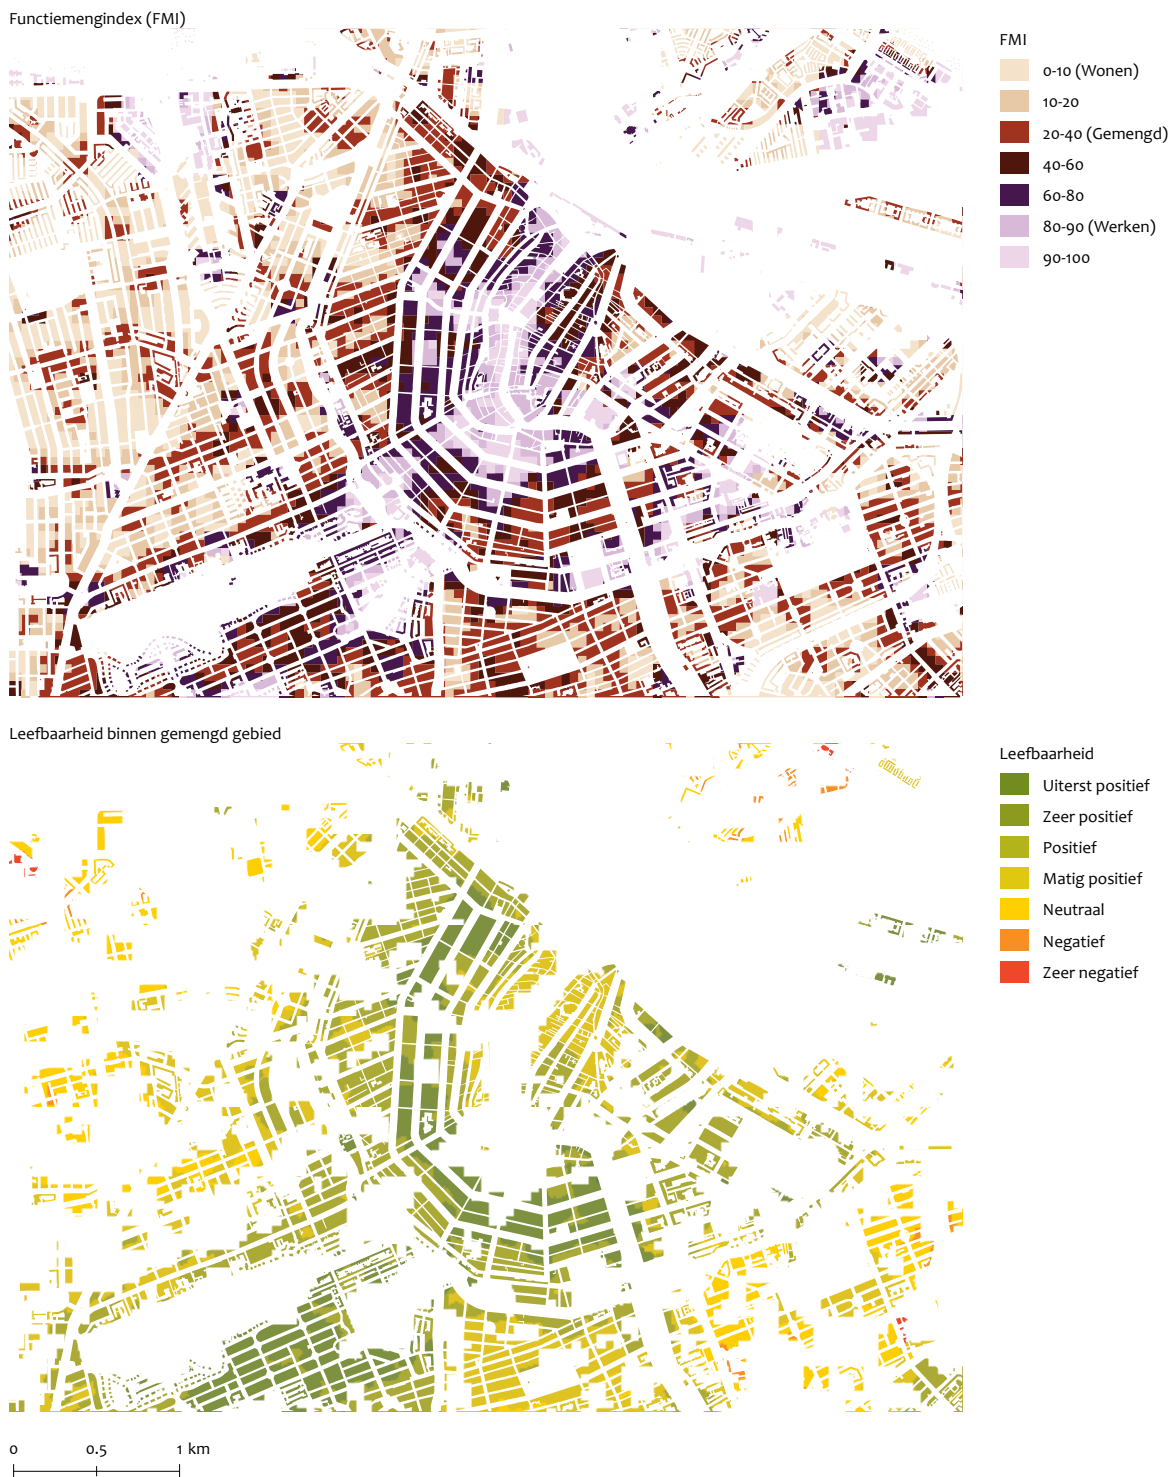 Functiemengindex (FMI)
FMI
0-10 (Wonen)
10-20
20-40 (Gemengd)
40-60
60-80
80-90 (Werken)
90-100
Leefbaarheid binnen gemengd gebied
Leefbaarheid
Uiterst positief
Zeer positief
Positief
Matig positief
Neutraal
Negatief
Zeer negatief
0 0.5 1 km